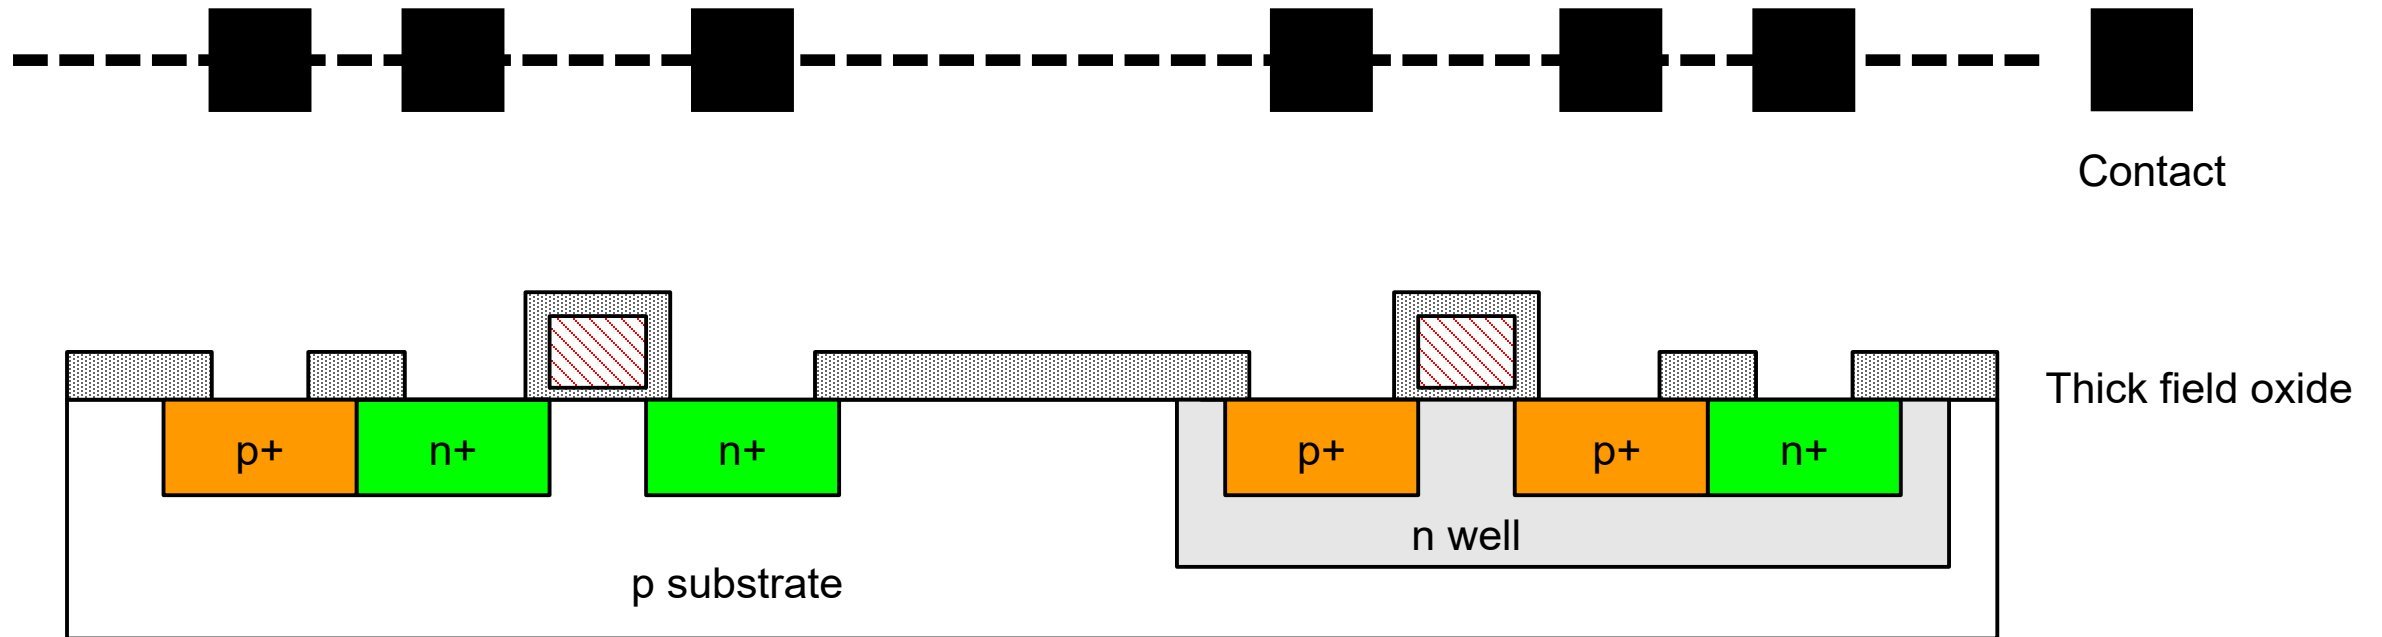 Contact
Thick field oxide
p+
n+
n+
p+
p+
n+
n well
p substrate